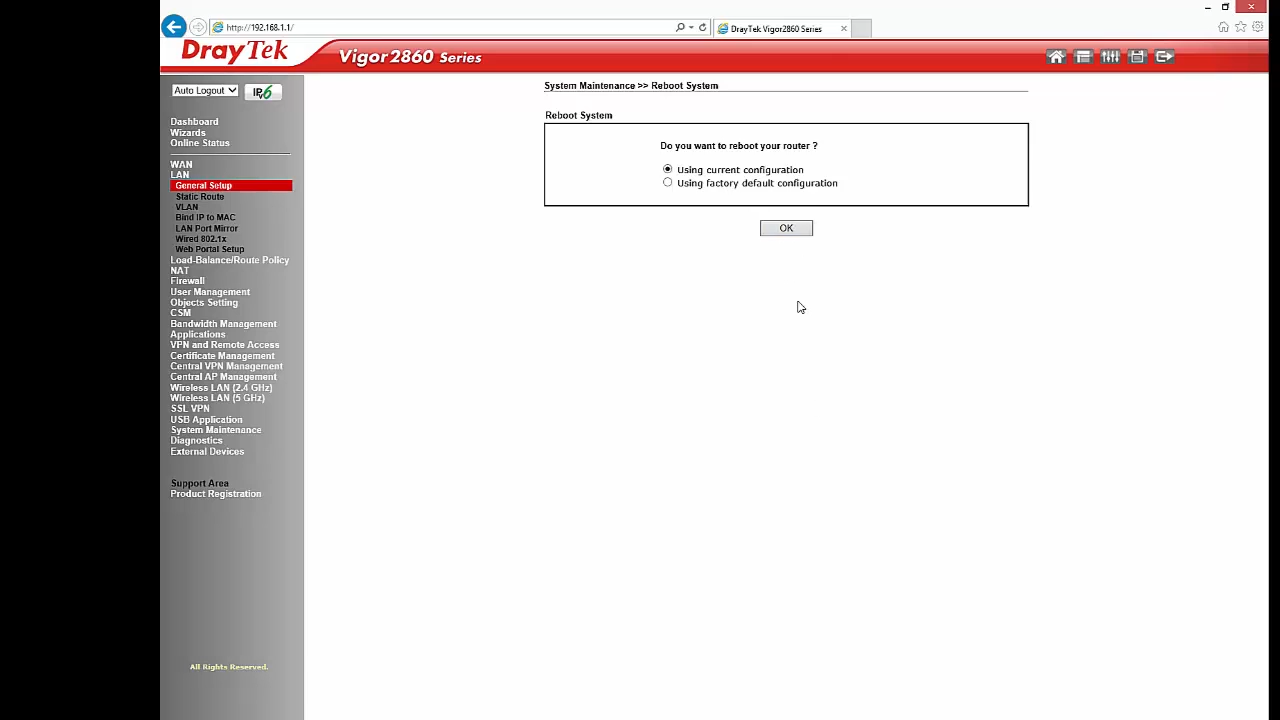 http://192.168.1.1/
DrayTek Vigor2860 Series
DrayTek
Vigor2860 Series
Auto Logout
IPv6
Dashboard
Wizards
Online Status
WAN
LAN
General Setup
Static Route
VLAN
Bind IP to MAC
LAN Port Mirror
Wired 802.1x
Web Portal Setup
Load-Balance/Route Policy
NAT
Firewall
User Management
Objects Setting
CSM
Bandwidth Management
Applications
VPN and Remote Access
Certificate Management
Central VPN Management
Central AP Management
Wireless LAN (2.4 GHz)
Wireless LAN (5 GHz)
SSL VPN
USB Application
System Maintenance
Diagnostics
External Devices
Support Area
Product Registration
All Rights Reserved.
System Maintenance >> Reboot System
Reboot System
Do you want to reboot your router ?
Using current configuration
Using factory default configuration
OK